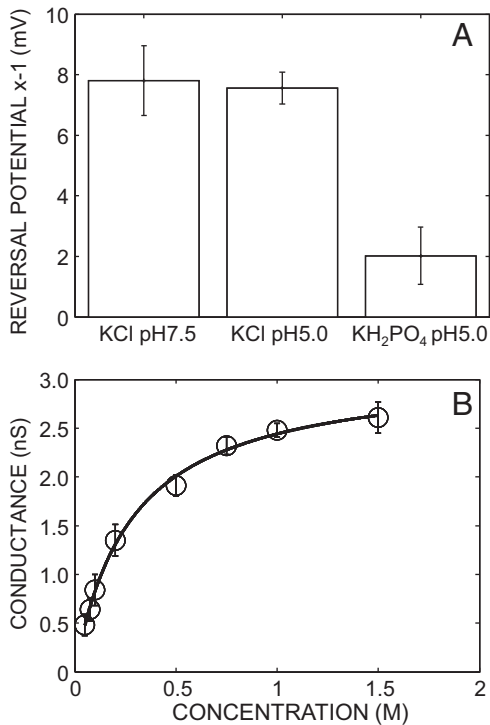 A
REVERSAL POTENTIAL x-1 (mV)
10
8
6
4
2
0
KCl pH7.5 KCl pH5.0 KH₂PO₄ pH5.0
B
CONDUCTANCE (nS)
3.0
2.5
2.0
1.5
1.0
0.5
0
0 0.5 1 1.5 2
CONCENTRATION (M)